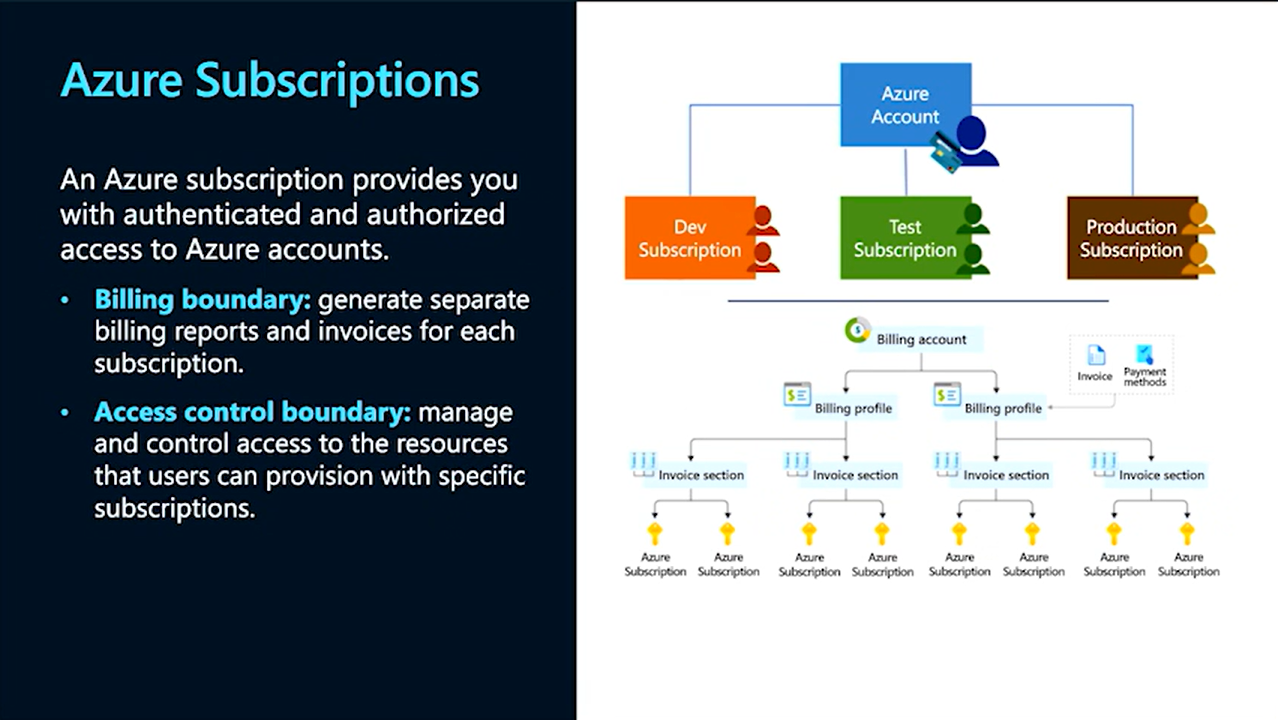 Azure Subscriptions
An Azure subscription provides you
with authenticated and authorized
access to Azure accounts.
• Billing boundary: generate separate
billing reports and invoices for each
subscription.
• Access control boundary: manage
and control access to the resources
that users can provision with specific
subscriptions.
Azure
Account
Dev
Subscription
Test
Subscription
Production
Subscription
Billing account
Invoice
Payment
methods
Billing profile
Billing profile
Invoice section
Invoice section
Invoice section
Invoice section
Azure
Subscription
Azure
Subscription
Azure
Subscription
Azure
Subscription
Azure
Subscription
Azure
Subscription
Azure
Subscription
Azure
Subscription